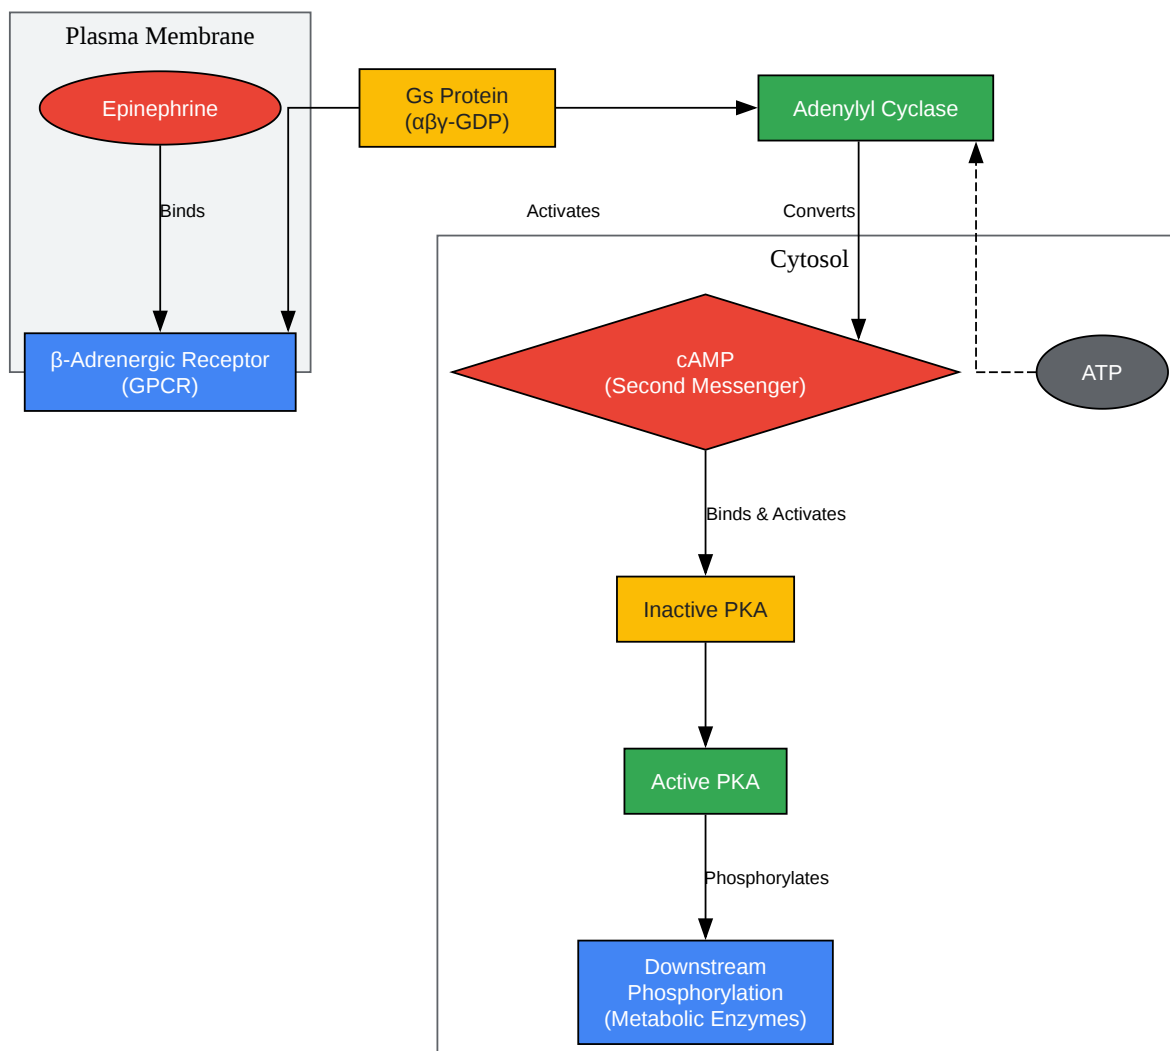 Plasma Membrane
Epinephrine
Gs Protein
(αβγ-GDP)
Adenylyl Cyclase
Binds
Activates
Converts
Cytosol
β-Adrenergic Receptor
(GPCR)
cAMP
(Second Messenger)
ATP
Binds & Activates
Inactive PKA
Active PKA
Phosphorylates
Downstream
Phosphorylation
(Metabolic Enzymes)